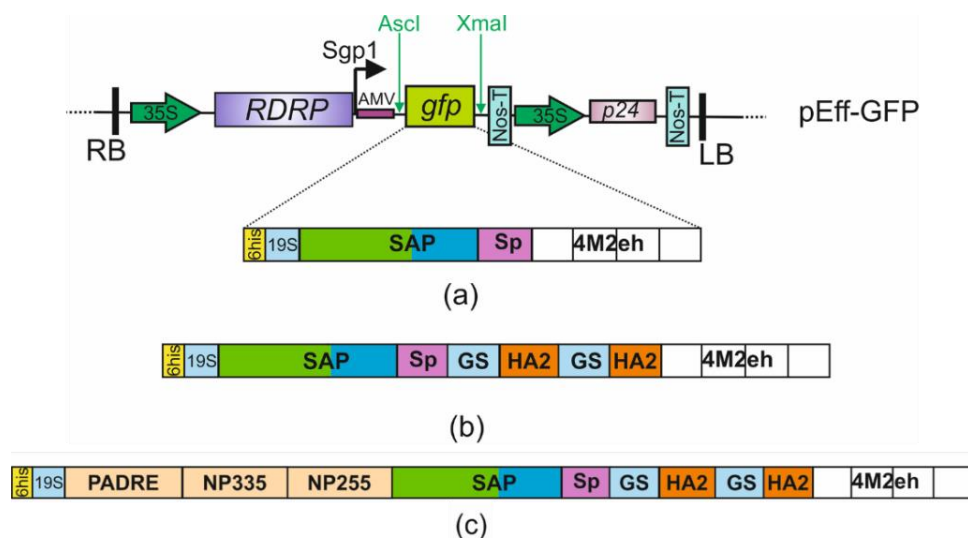 AscI XmaI
Sgp1
35S RDRP AMV gfp Nos-T 35S p24 Nos-T pEff-GFP
RB LB
6his 19S SAP Sp 4M2eh
(a)
6his 19S SAP Sp GS HA2 GS HA2 4M2eh
(b)
6his 19S PADRE NP335 NP255 SAP Sp GS HA2 GS HA2 4M2eh
(c)